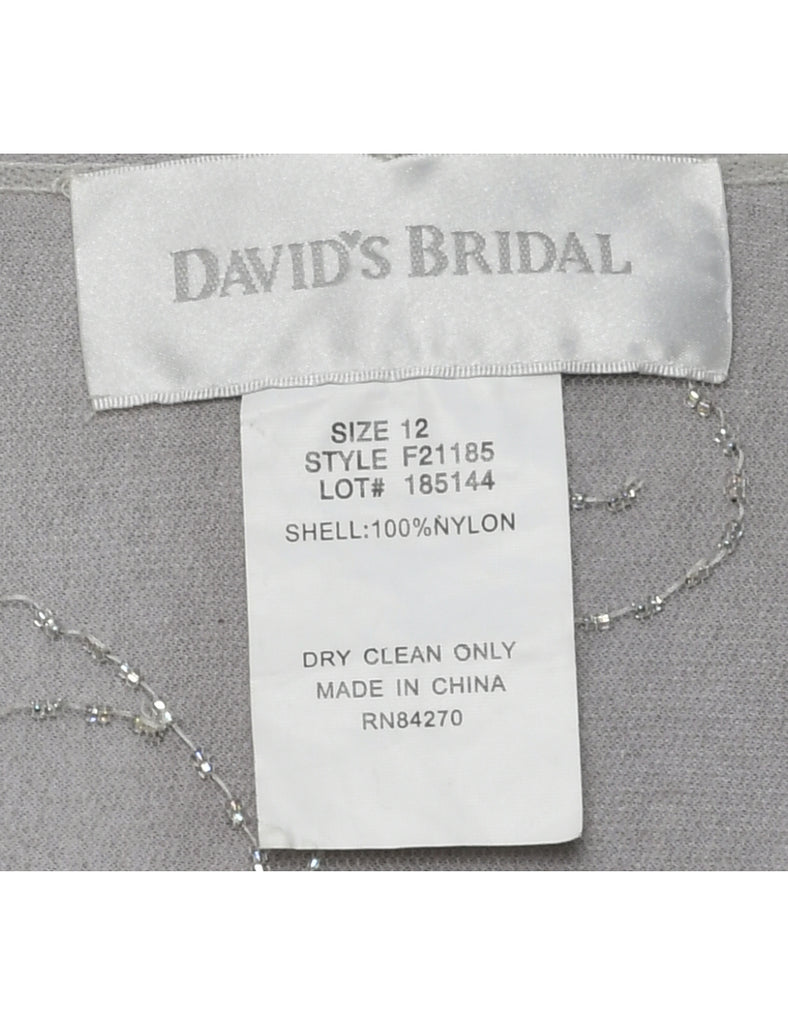 DAVID'S BRIDAL
SIZE 12
STYLE F21185
LOT# 185144
SHELL:100%NYLON
DRY CLEAN ONLY
MADE IN CHINA
RN84270